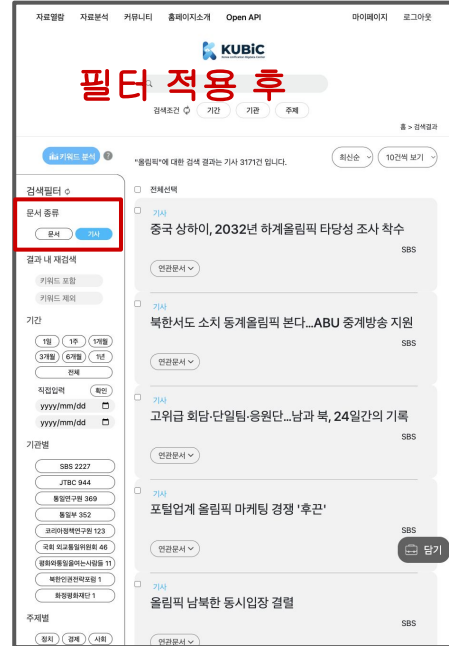 자료열람 자료분석 커뮤니티 홈페이지소개 Open API 마이페이지 로그아웃
KUBiC
필터 적용 후
검색조건 기간 기관 주제
홈 > 검색결과
키워드 분석 ?
"올림픽"에 대한 검색 결과는 기사 3171건 입니다.
최신순 10건씩 보기
검색필터
전체선택
문서 종류
문서 기사
결과 내 재검색
키워드 포함
키워드 제외
기간
1일 1주 1개월
3개월 6개월 1년
전체
직접입력 확인
yyyy/mm/dd
yyyy/mm/dd
기관별
SBS 2227
JTBC 944
통일연구원 369
통일부 352
코리아정책연구원 123
국회 외교통일위원회 46
평화와통일을여는사람들 11
북한인권전략포럼 1
화정평화재단 1
주제별
정치 경제 사회
기사
중국 상하이, 2032년 하계올림픽 타당성 조사 착수
SBS
연관문서
기사
북한서도 소치 동계올림픽 본다...ABU 중계방송 지원
SBS
연관문서
기사
고위급 회담·단일팀·응원단...남과 북, 24일간의 기록
SBS
연관문서
기사
포털업계 올림픽 마케팅 경쟁 '후끈'
SBS
연관문서
담기
기사
올림픽 남북한 동시입장 결렬
SBS
연관문서